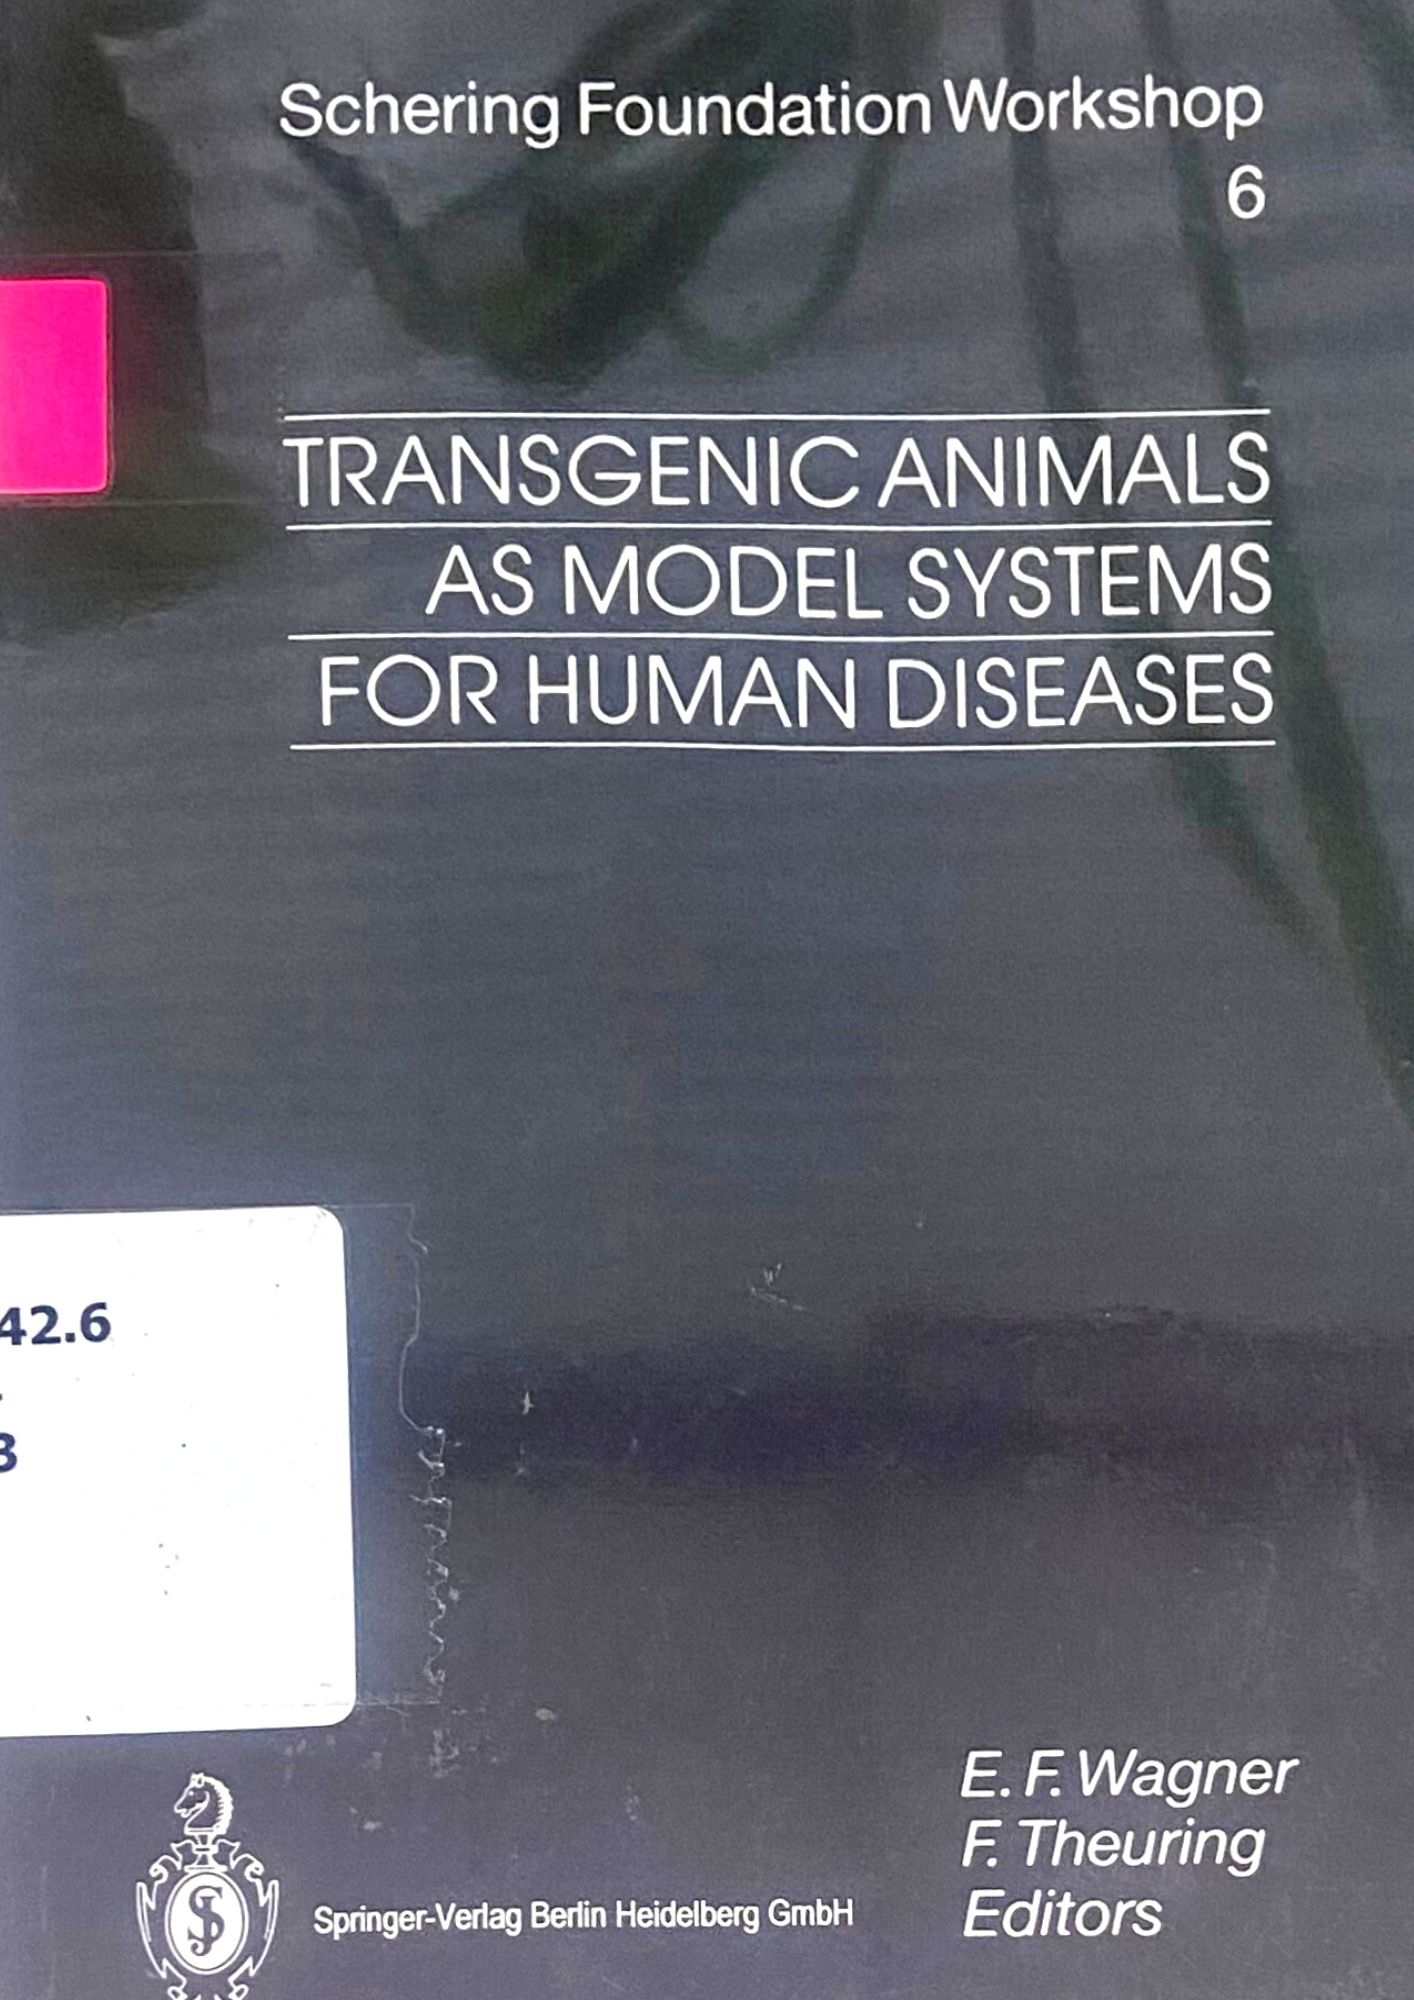 Schering Foundation Workshop
6
TRANSGENIC ANIMALS
AS MODEL SYSTEMS
FOR HUMAN DISEASES
42.6
3
E. F. Wagner
F. Theuring
Editors
Springer-Verlag Berlin Heidelberg GmbH